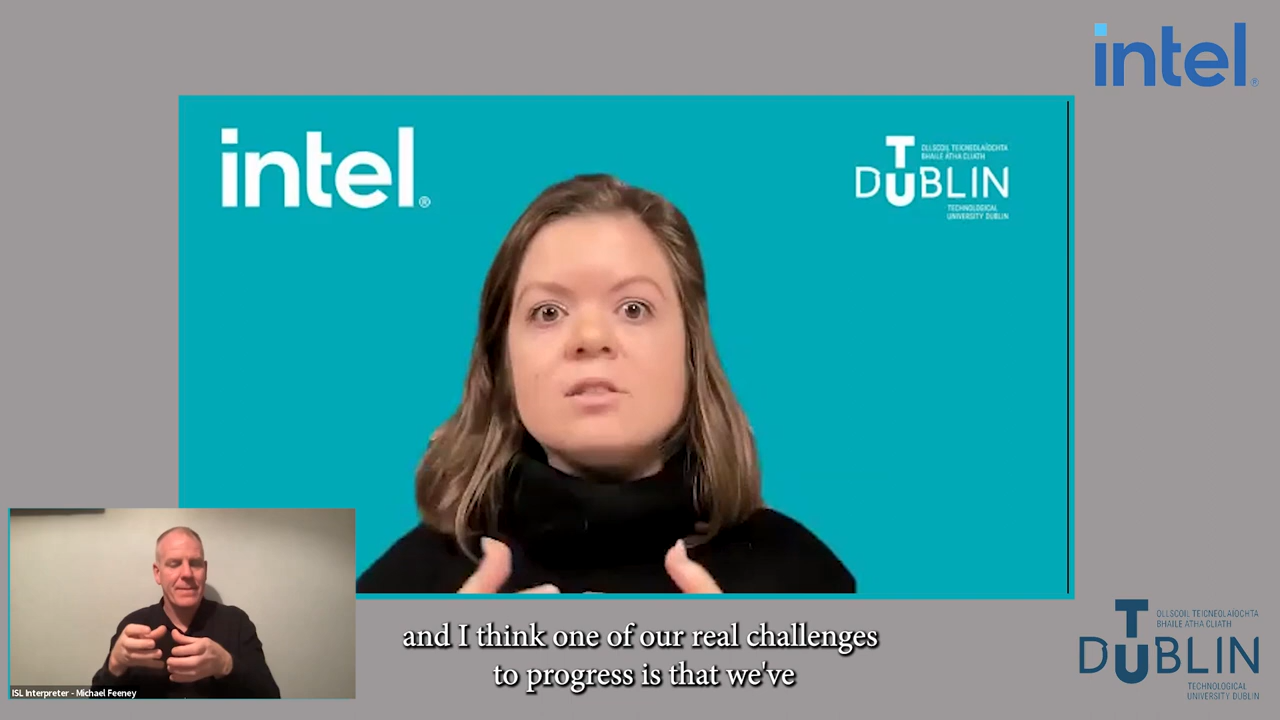 intel
intel
T
OLLSCOIL TEICNEOLAÍOCHTA
BHAILE ÁTHA CLIATH
DUBLIN
TECHNOLOGICAL
UNIVERSITY DUBLIN
and I think one of our real challenges
to progress is that we've
ISL Interpreter - Michael Feeney
T
OLLSCOIL TEICNEOLAÍOCHTA
BHAILE ÁTHA CLIATH
DUBLIN
TECHNOLOGICAL
UNIVERSITY DUBLIN